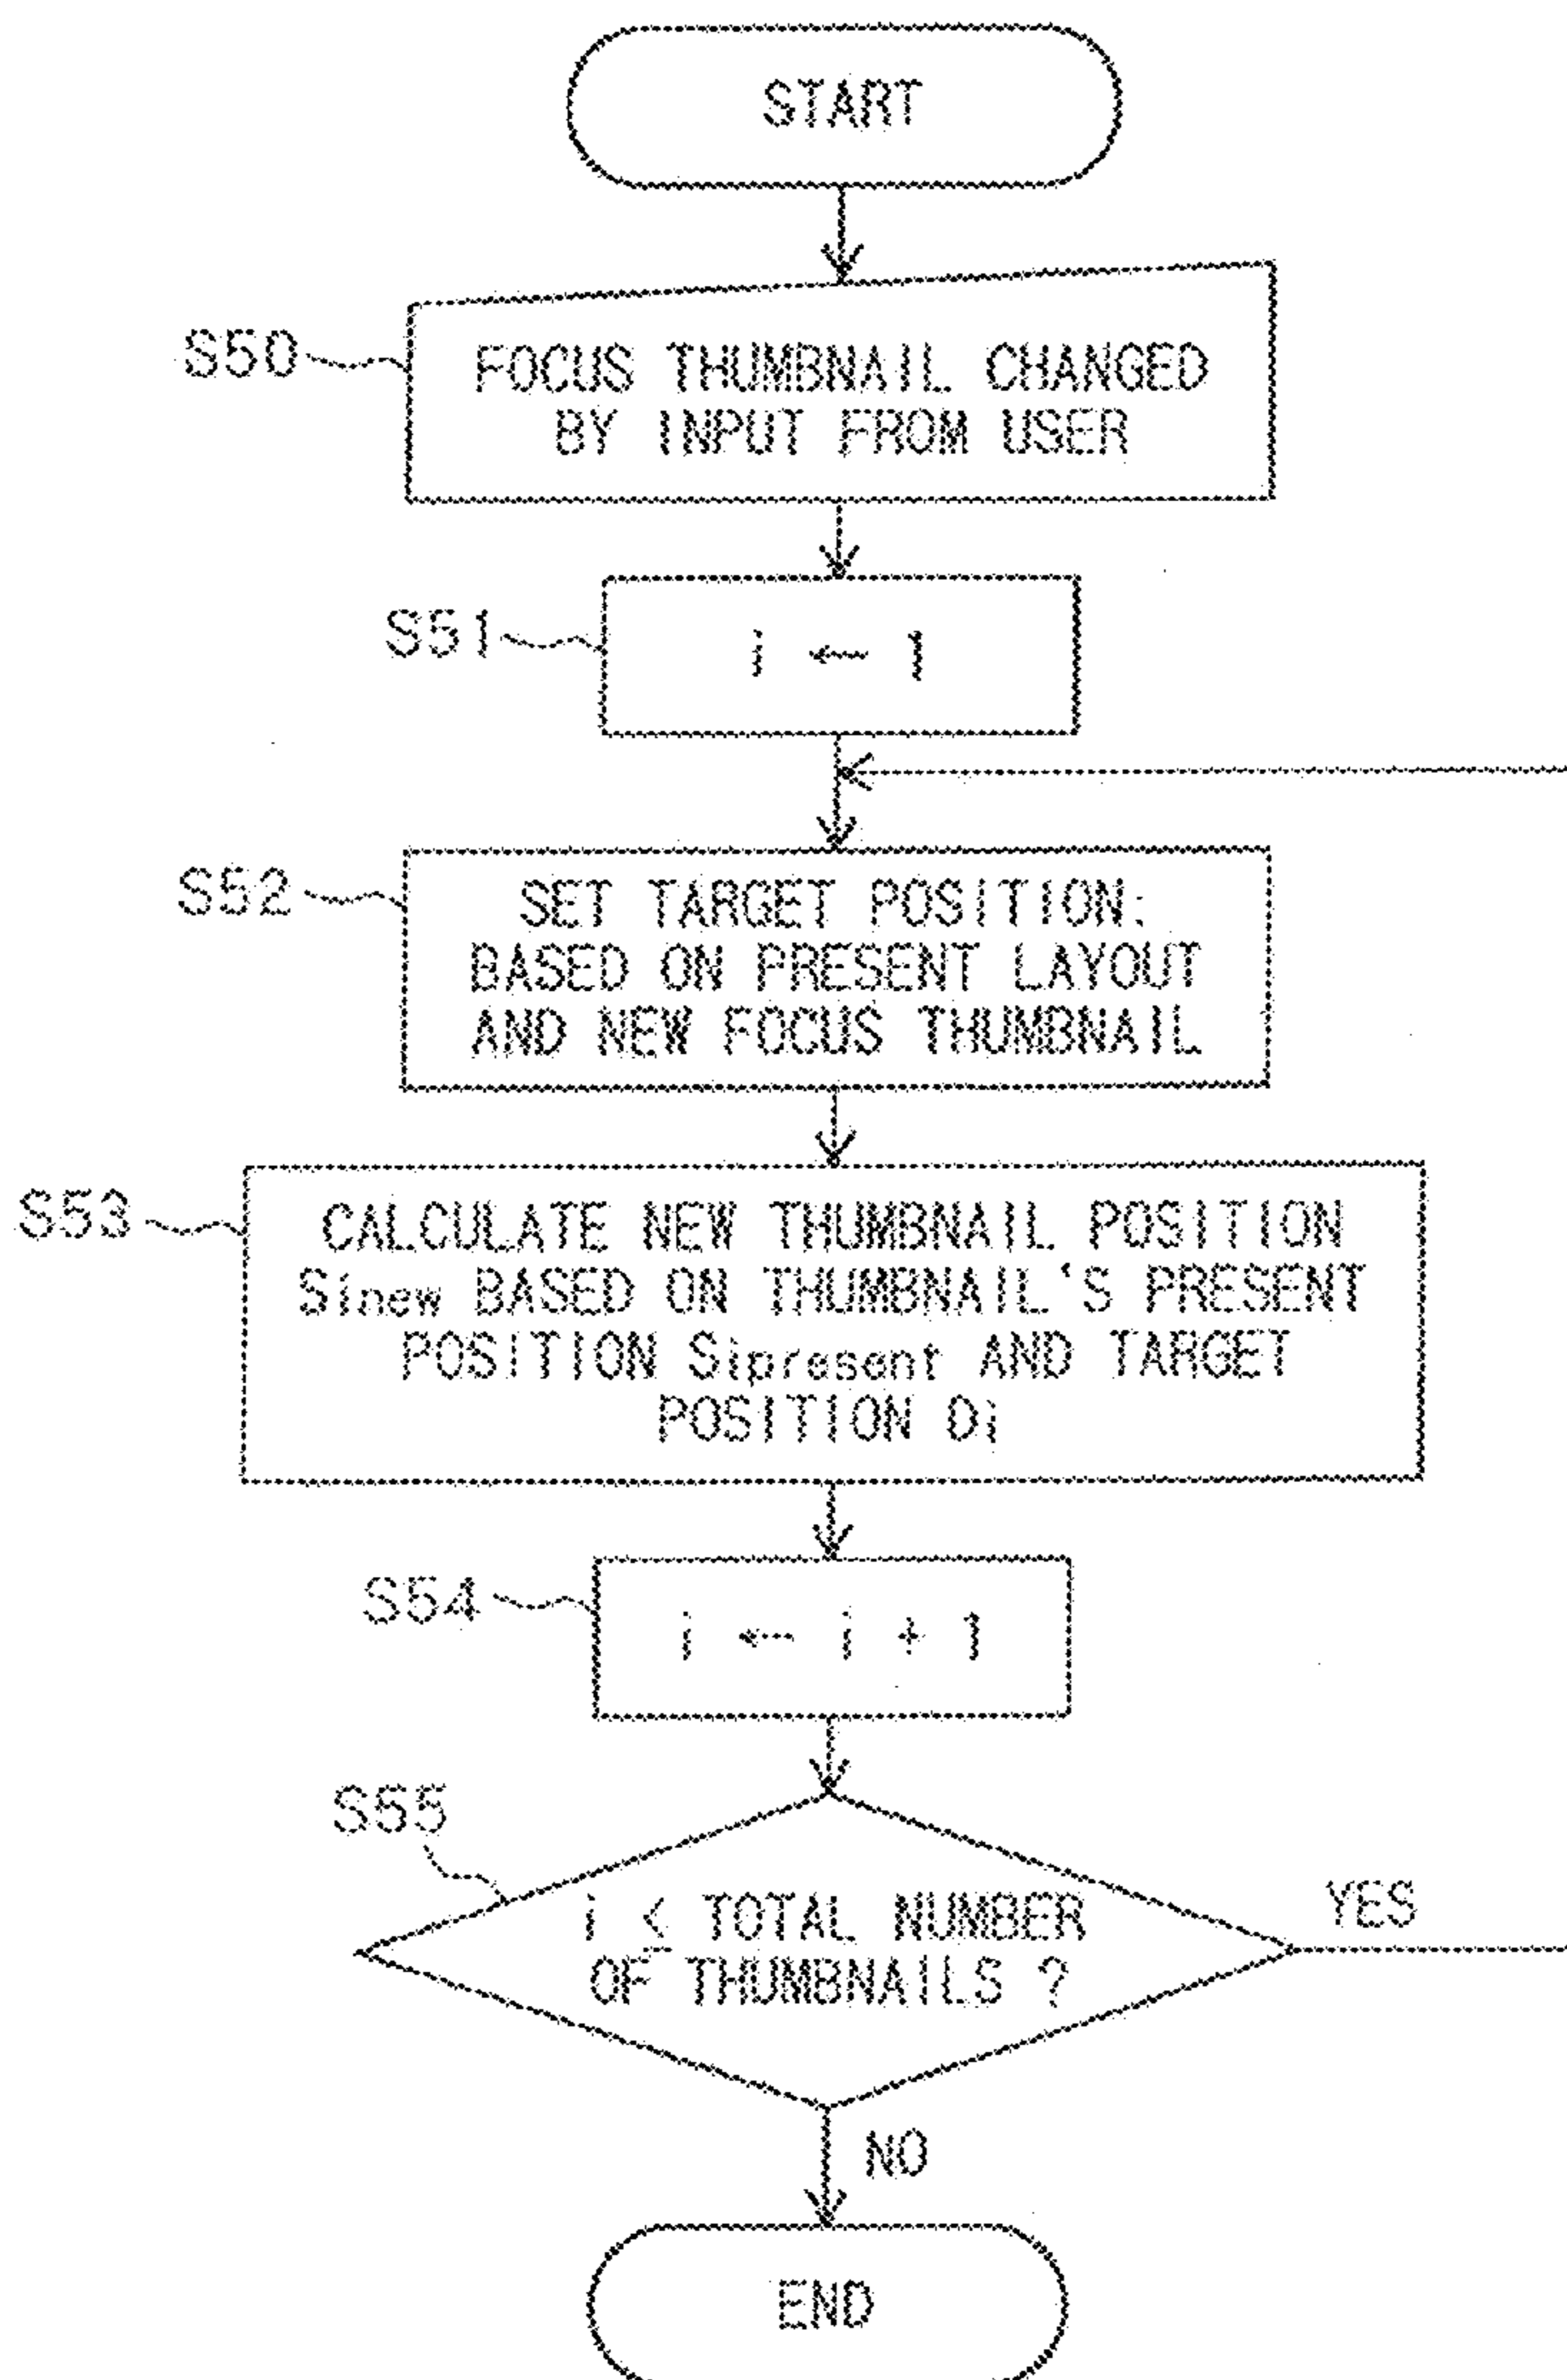 START
S50
FOCUS THUMBNAIL CHANGED
BY INPUT FROM USER
S51
i ← 1
S52
SET TARGET POSITION:
BASED ON PRESENT LAYOUT
AND NEW FOCUS THUMBNAIL
S53
CALCULATE NEW THUMBNAIL POSITION
Sinew BASED ON THUMBNAIL'S PRESENT
POSITION Sipresent AND TARGET
POSITION Di
S54
i ← i + 1
S55
i ≤ TOTAL NUMBER
OF THUMBNAILS ?
YES
NO
END